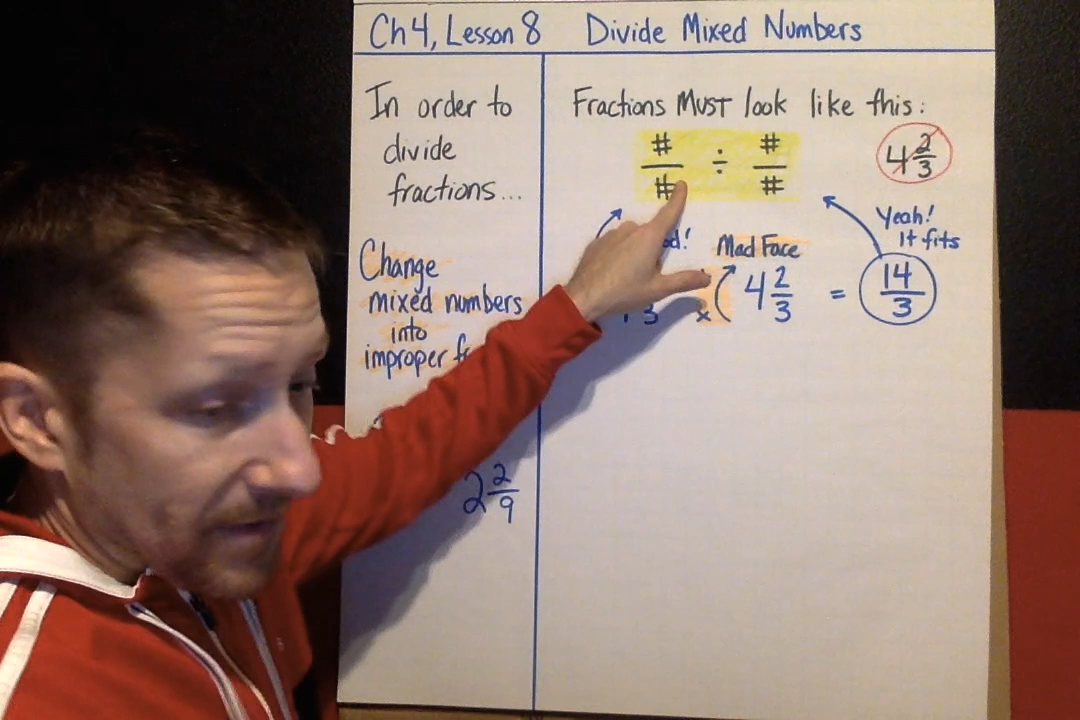 Ch 4, Lesson 8 Divide Mixed Numbers
In order to
divide
fractions...
Change
mixed numbers
into
improper
2 2/9
Fractions MUST look like this:
#/# ÷ #/#
4 2/3
Yeah!
It fits
Mad Face
3 x 4 2/3 = 14/3